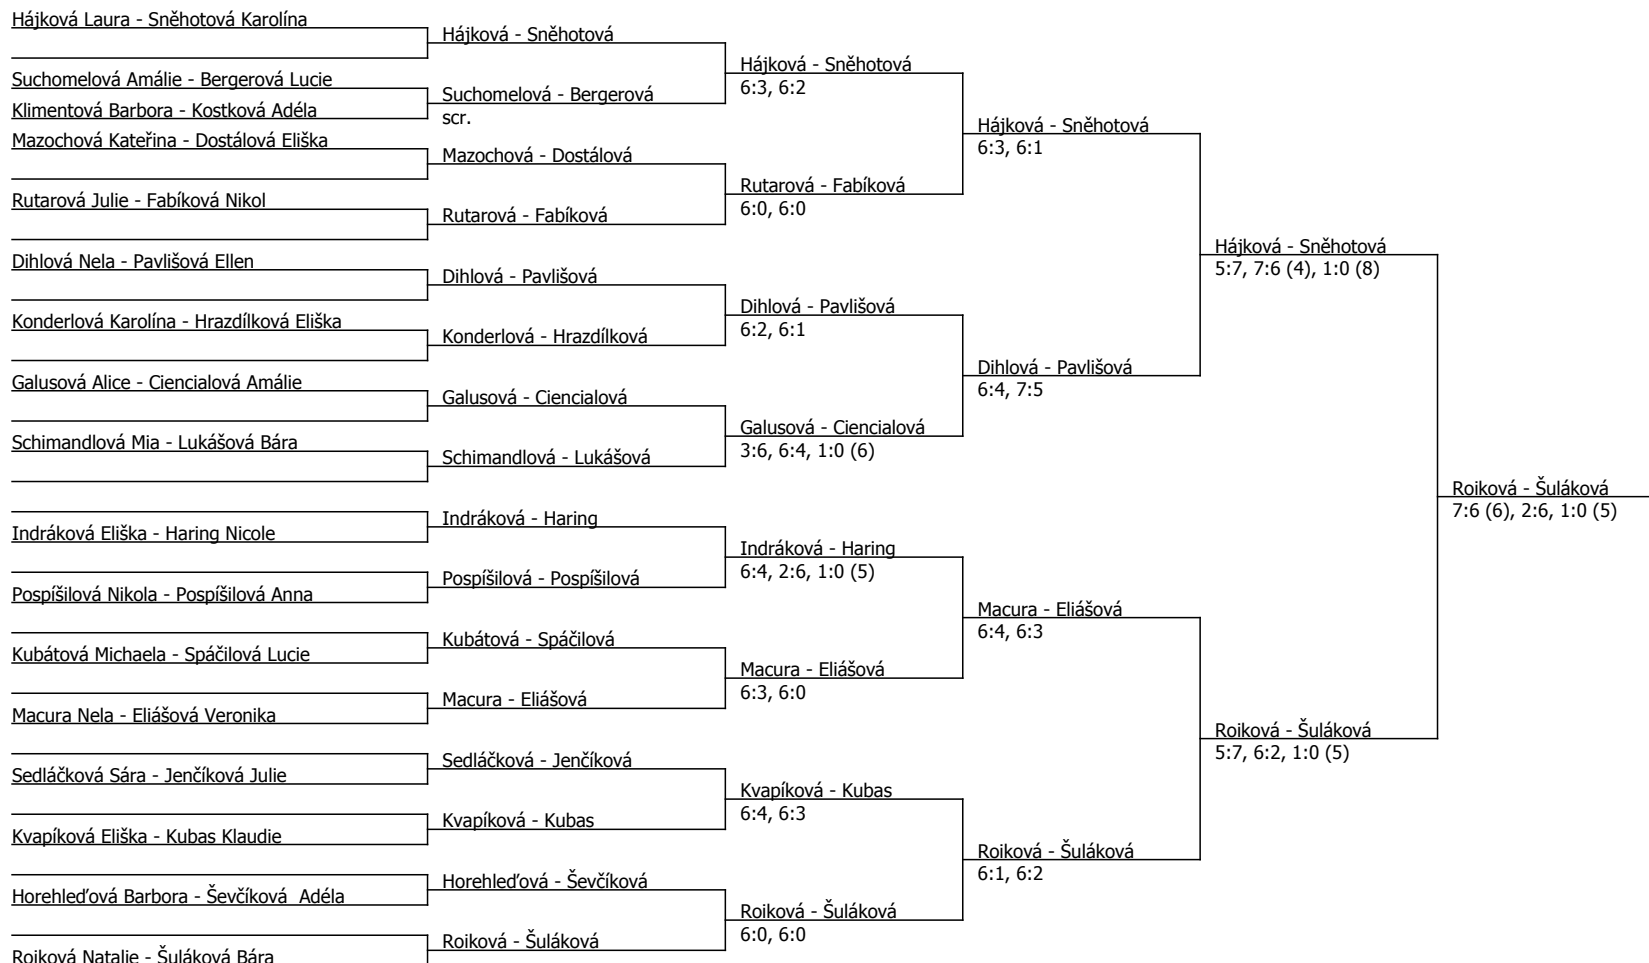 Hájková Laura - Sněhotová Karolína
Suchomelová Amálie - Bergerová Lucie
Klimentová Barbora - Kostková Adéla
Mazochová Kateřina - Dostálová Eliška
Rutarová Julie - Fabíková Nikol
Dihlová Nela - Pavlišová Ellen
Konderlová Karolína - Hrazdílková Eliška
Galusová Alice - Ciencialová Amálie
Schimandlová Mia - Lukášová Bára
Indráková Eliška - Haring Nicole
Pospíšilová Nikola - Pospíšilová Anna
Kubátová Michaela - Spáčilová Lucie
Macura Nela - Eliášová Veronika
Sedláčková Sára - Jenčíková Julie
Kvapíková Eliška - Kubas Klaudie
Horehleďová Barbora - Ševčíková  Adéla
Roiková Natalie - Šuláková Bára
Hájková - Sněhotová
Suchomelová - Bergerová
scr.
Mazochová - Dostálová
Rutarová - Fabíková
Dihlová - Pavlišová
Konderlová - Hrazdílková
Galusová - Ciencialová
Schimandlová - Lukášová
Indráková - Haring
Pospíšilová - Pospíšilová
Kubátová - Spáčilová
Macura - Eliášová
Sedláčková - Jenčíková
Kvapíková - Kubas
Horehleďová - Ševčíková
Roiková - Šuláková
Hájková - Sněhotová
6:3, 6:2
Rutarová - Fabíková
6:0, 6:0
Dihlová - Pavlišová
6:2, 6:1
Galusová - Ciencialová
3:6, 6:4, 1:0 (6)
Indráková - Haring
6:4, 2:6, 1:0 (5)
Macura - Eliášová
6:3, 6:0
Kvapíková - Kubas
6:4, 6:3
Roiková - Šuláková
6:0, 6:0
Hájková - Sněhotová
6:3, 6:1
Dihlová - Pavlišová
6:4, 7:5
Macura - Eliášová
6:4, 6:3
Roiková - Šuláková
6:1, 6:2
Hájková - Sněhotová
5:7, 7:6 (4), 1:0 (8)
Roiková - Šuláková
5:7, 6:2, 1:0 (5)
Roiková - Šuláková
7:6 (6), 2:6, 1:0 (5)